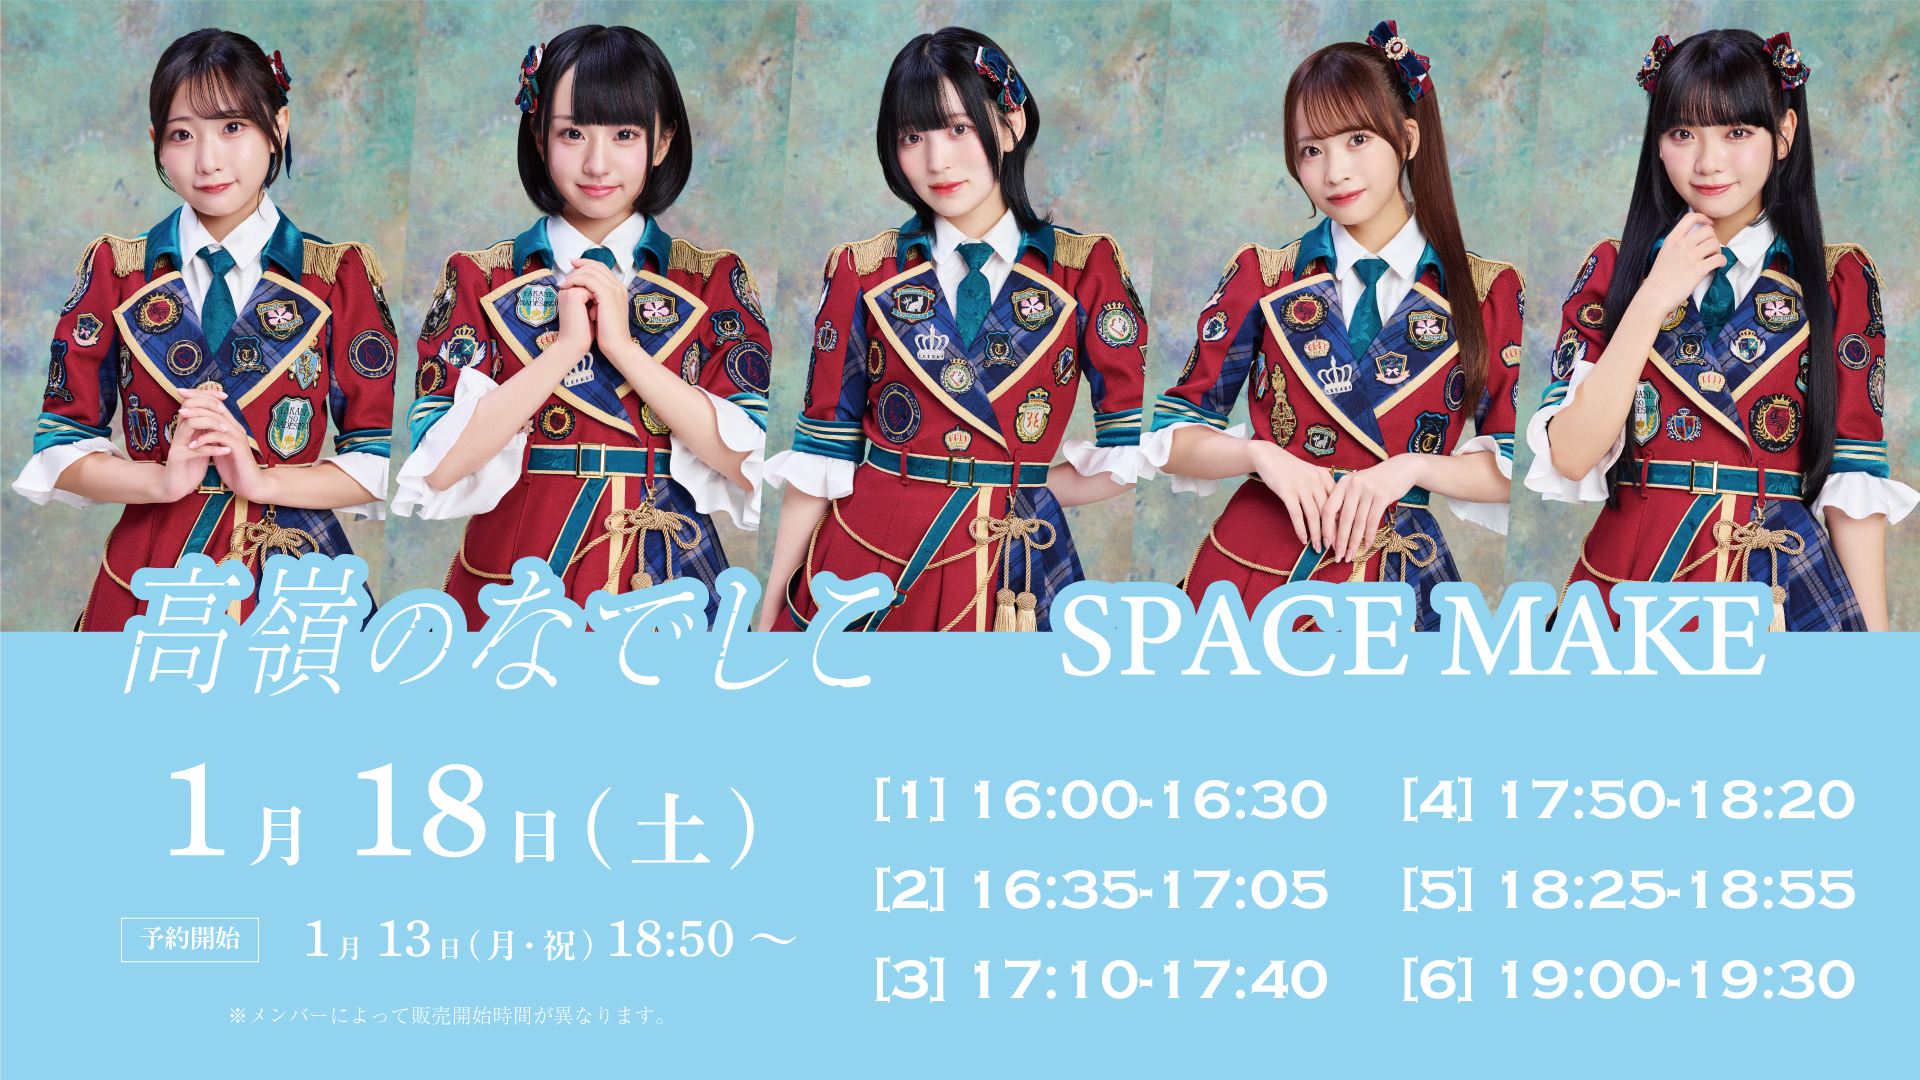 高嶺のなでしこ
SPACE MAKE
1月18日(土)
予約開始 1月13日(月・祝) 18:50〜
※メンバーによって販売開始時間が異なります。
[1] 16:00-16:30
[2] 16:35-17:05
[3] 17:10-17:40
[4] 17:50-18:20
[5] 18:25-18:55
[6] 19:00-19:30